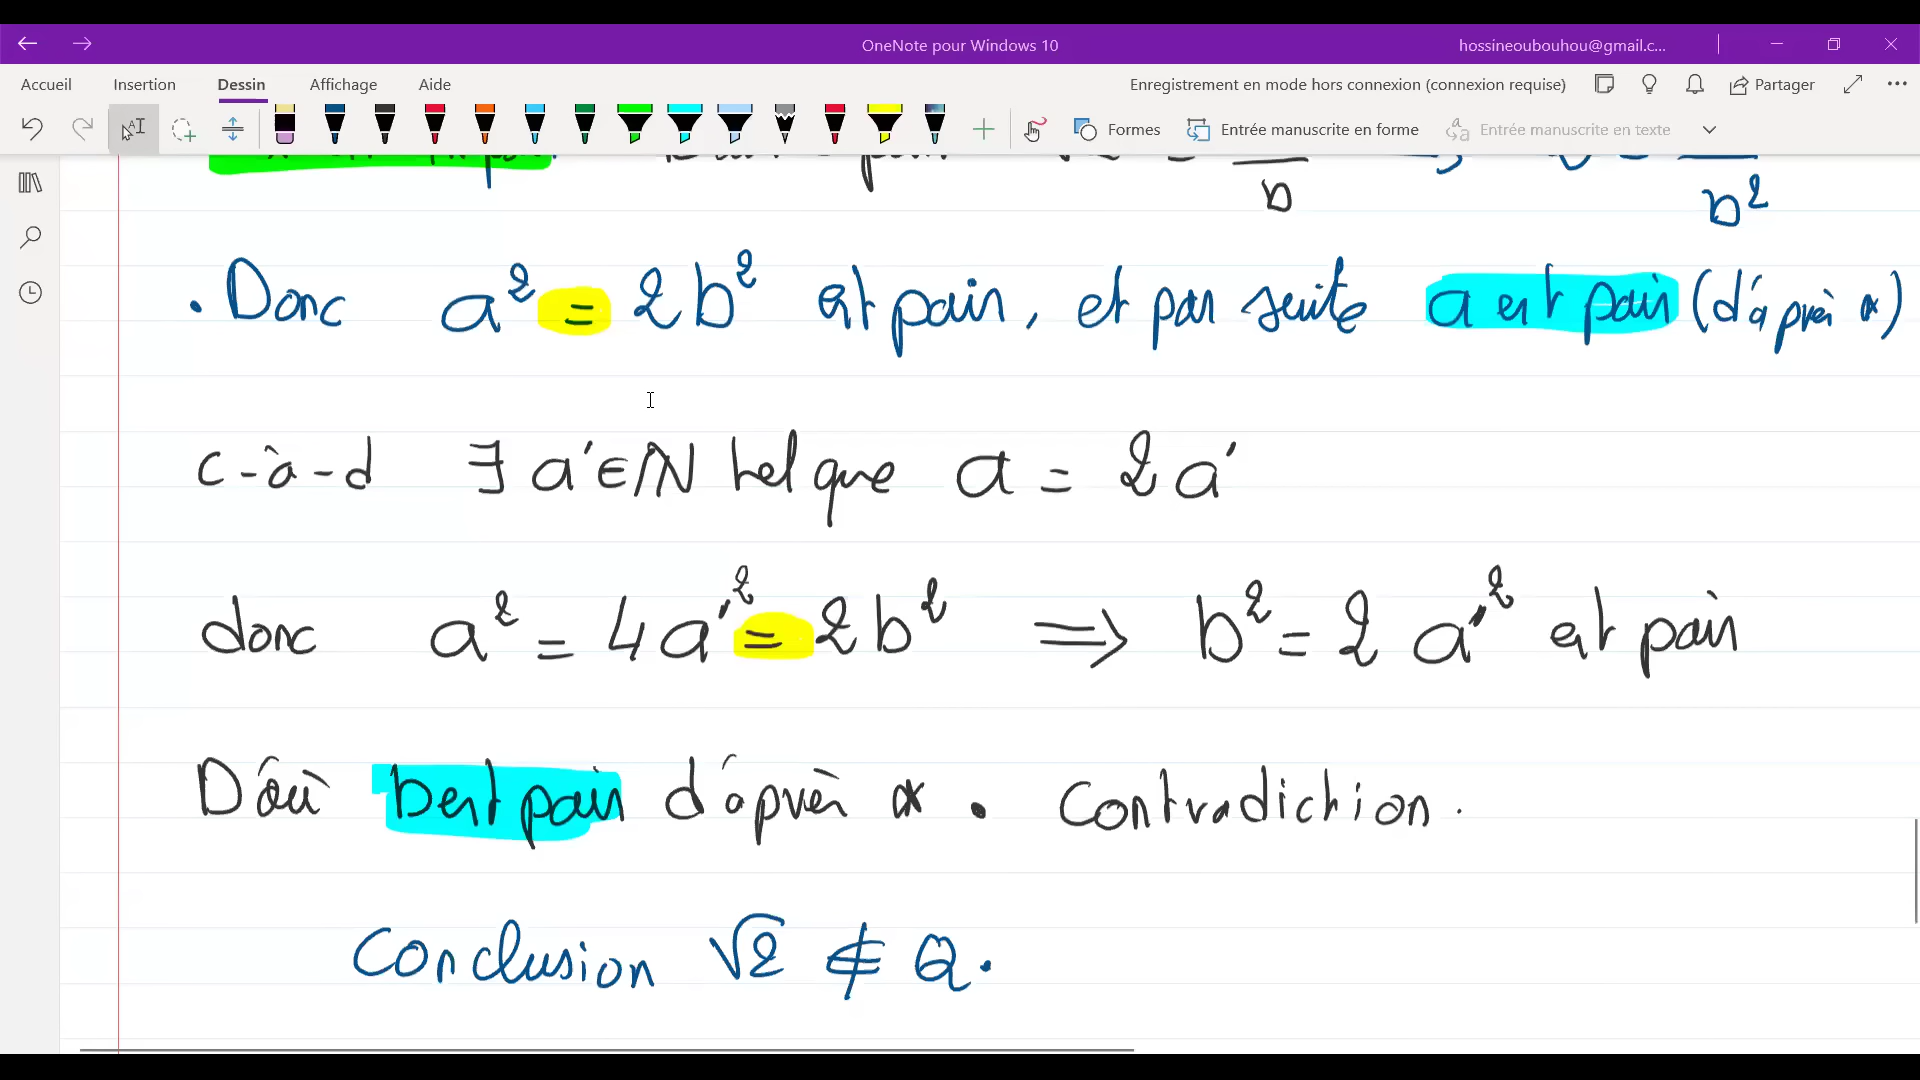 OneNote pour Windows 10
hossineoubouhou@gmail.c...
Accueil Insertion Dessin Affichage Aide
Enregistrement en mode hors connexion (connexion requise) Partager
Formes Entrée manuscrite en forme Entrée manuscrite en texte
b b²
. Donc a² = 2b² est pair, et par suite a est pair (d'après *)
c-à-d ∃ a'∈ℕ tel que a = 2a'
donc a² = 4a'² = 2b² ⟹ b² = 2a'² est pair
D'où b est pair d'après * . Contradiction.
Conclusion √2 ∉ Q.